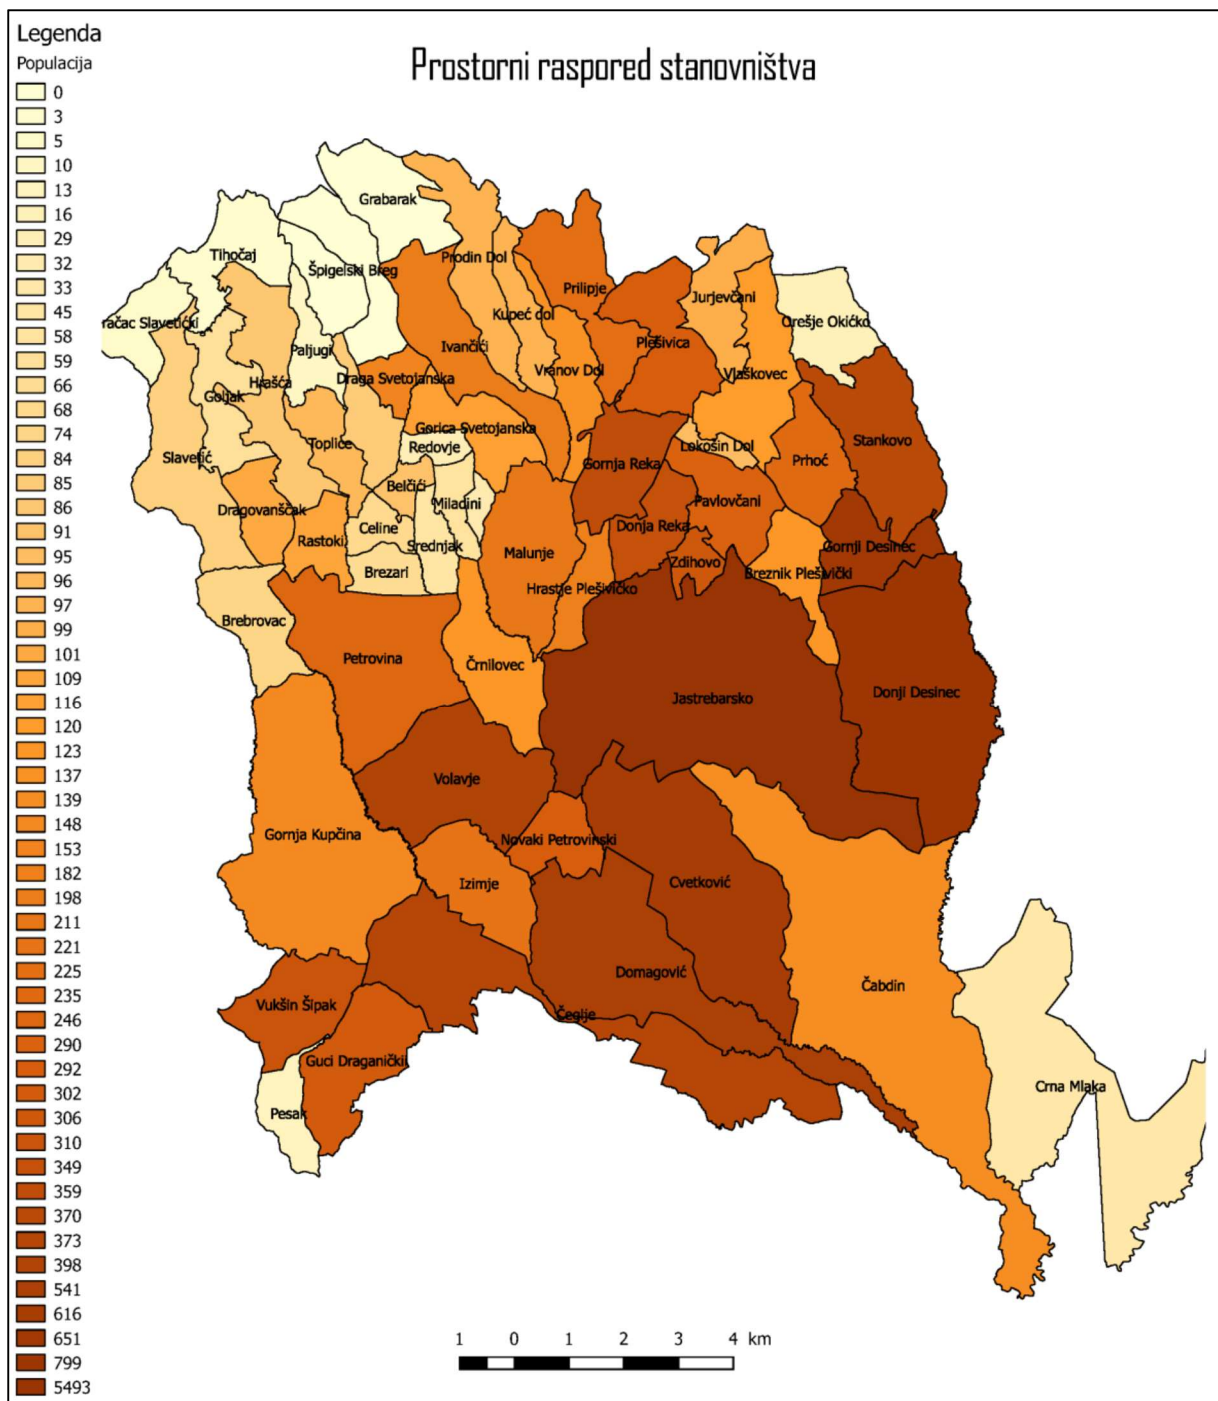 Legenda
Prostorni raspored stanovništva
Populacija
0
3
5
10
13
16
29
32
33
45
58
59
66
68
74
84
85
86
91
95
96
97
99
101
109
116
120
123
137
139
148
153
182
198
211
221
225
235
246
290
292
302
306
310
349
359
370
373
398
541
616
651
799
5493
Grabarak
Tihočaj
Prodin Dol
Špigelski Breg
Prilipje
Jurjevčani
Kupeć dol
račac Slavetićki
Orešje Okićko
Plešivica
Ivančići
Paljugi
Vranov Dol
Vlaškovec
Draga Svetojanska
Hrašća
Goljak
Gorica Svetojanska
Stankovo
Toplice
Redovje
Lokošin Dol
Slavetić
Gornja Reka
Prhoć
Belčići
Miladini
Pavlovčani
Dragovanščak
Celine
Donja Reka
Rastoki
Srednjak
Malunje
Gornji Desinec
Zdihovo
Brezari
Breznik Plešivički
Hrastje Plešivičko
Brebrovac
Petrovina
Črnilovec
Jastrebarsko
Donji Desinec
Volavje
Gornja Kupčina
Novaki Petrovinski
Izimje
Cvetković
Domagović
Čabdin
Vukšin Šipak
Čeglje
Guci Draganički
Crna Mlaka
Pesak
1 0 1 2 3 4 km